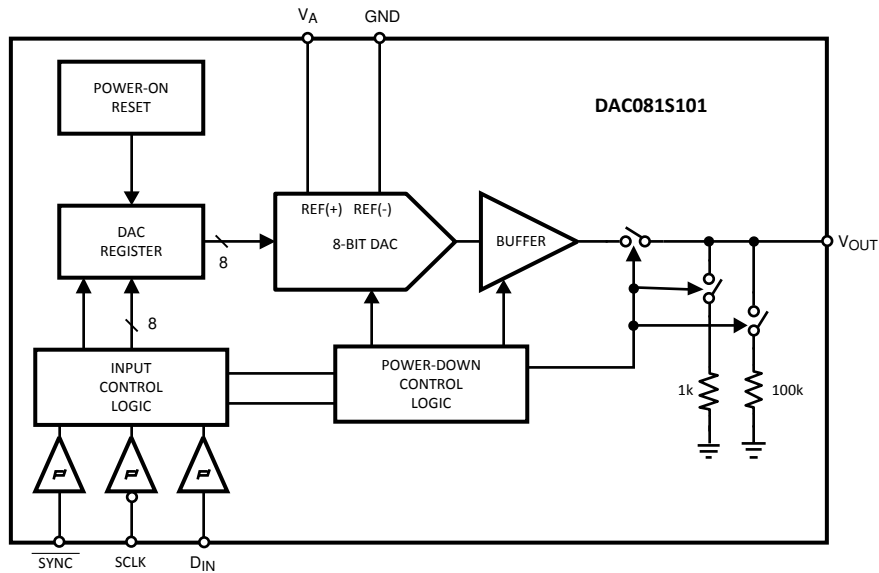 VA
GND
POWER-ON
RESET
DAC081S101
REF(+) REF(-)
DAC
REGISTER
8-BIT DAC
BUFFER
VOUT
8
8
INPUT
CONTROL
LOGIC
POWER-DOWN
CONTROL
LOGIC
1k
100k
SYNC
SCLK
DIN